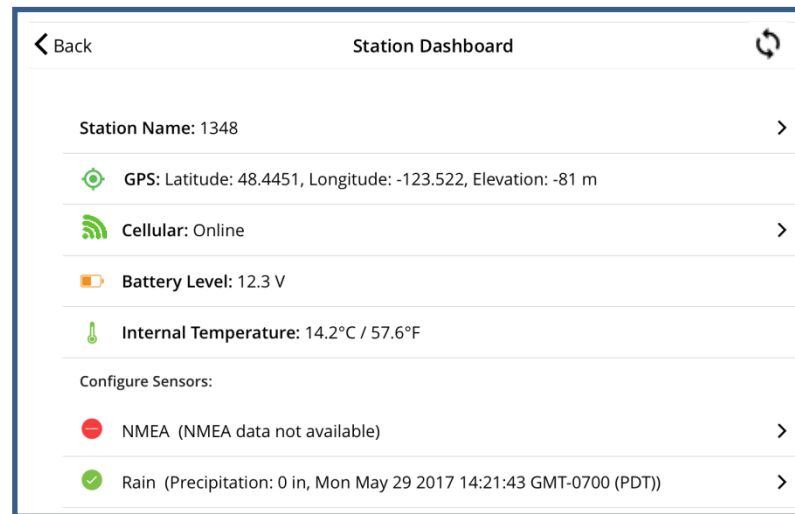 Back
Station Dashboard
Station Name: 1348
GPS: Latitude: 48.4451, Longitude: -123.522, Elevation: -81 m
Cellular: Online
Battery Level: 12.3 V
Internal Temperature: 14.2°C / 57.6°F
Configure Sensors:
NMEA (NMEA data not available)
Rain (Precipitation: 0 in, Mon May 29 2017 14:21:43 GMT-0700 (PDT))